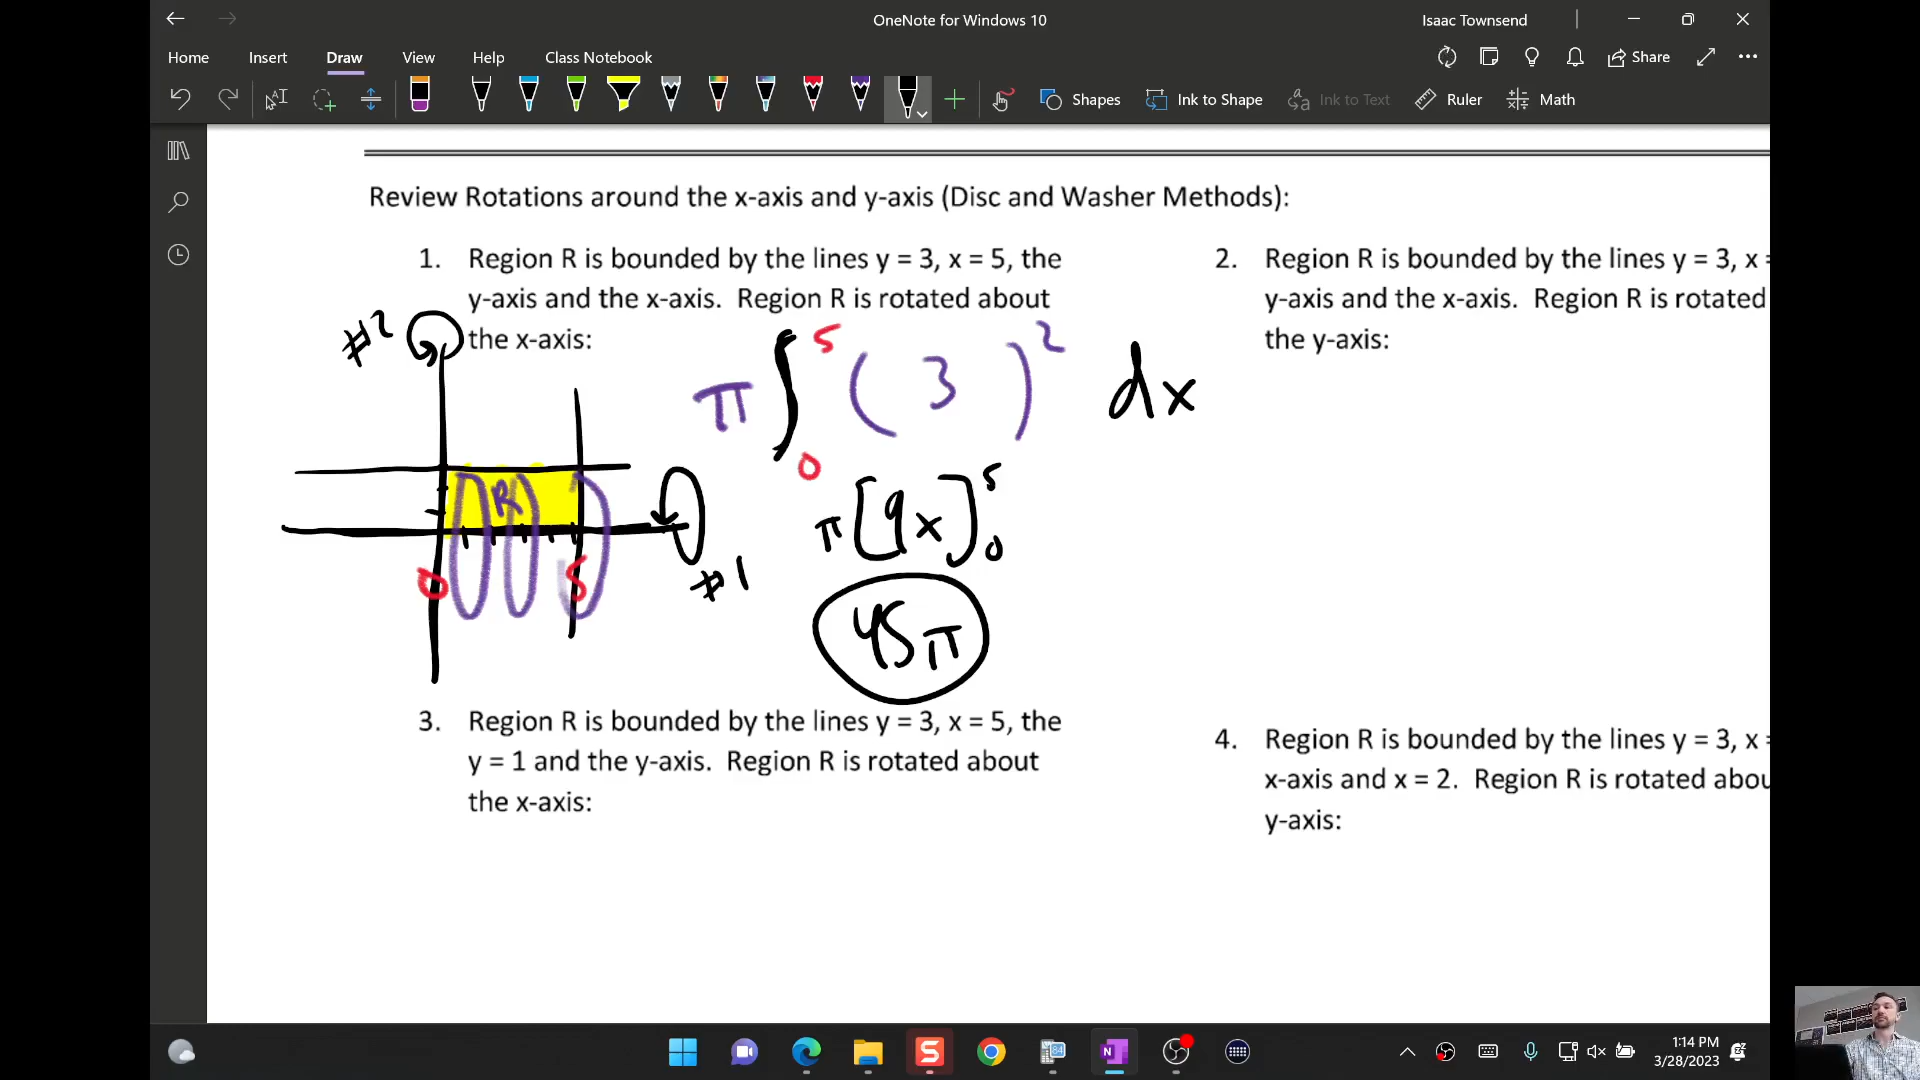 OneNote for Windows 10
Isaac Townsend
Home Insert Draw View Help Class Notebook Share
Shapes Ink to Shape Ink to Text Ruler Math
Review Rotations around the x-axis and y-axis (Disc and Washer Methods):
1. Region R is bounded by the lines y = 3, x = 5, the
y-axis and the x-axis. Region R is rotated about
the x-axis:
#2
π ∫ 5 0 ( 3 )² dx
R
0 5
#1
π [9x] 5 0
45π
2. Region R is bounded by the lines y = 3, x =
y-axis and the x-axis. Region R is rotated
the y-axis:
3. Region R is bounded by the lines y = 3, x = 5, the
y = 1 and the y-axis. Region R is rotated about
the x-axis:
4. Region R is bounded by the lines y = 3, x =
x-axis and x = 2. Region R is rotated abou
y-axis:
1:14 PM
3/28/2023